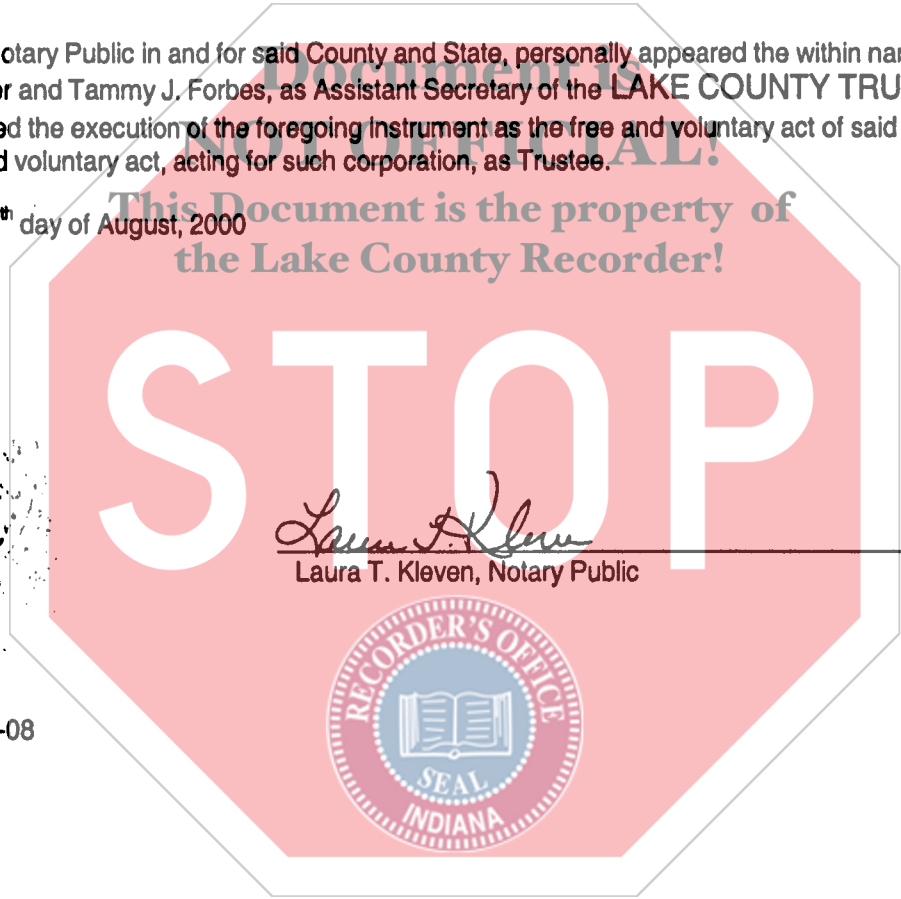 otary Public in and for said County and State, personally appeared the within nar
r and Tammy J. Forbes, as Assistant Secretary of the LAKE COUNTY TRU
ed the execution of the foregoing instrument as the free and voluntary act of said
d voluntary act, acting for such corporation, as Trustee.
th day of August, 2000
Document is
NOT OFFICIAL!
This Document is the property of
the Lake County Recorder!
STOP
Laura T. Kleven
Laura T. Kleven, Notary Public
RECORDER'S OFFICE
SEAL
INDIANA
-08